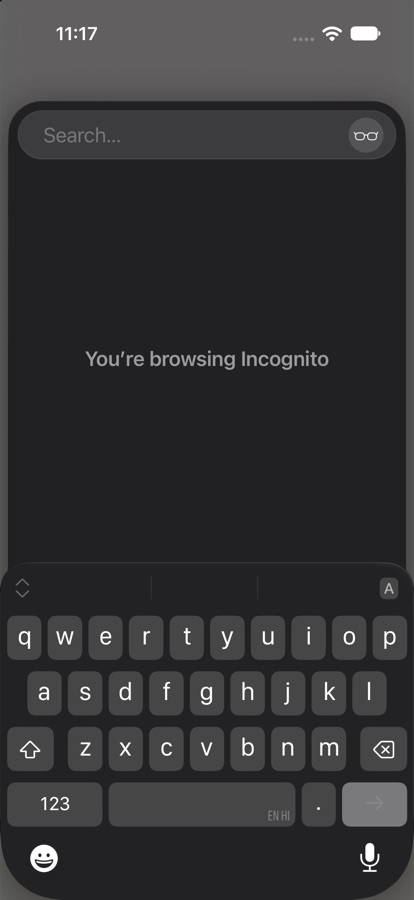 11:17
Search...
You're browsing Incognito
A
q w e r t y u i o p
a s d f g h j k l
z x c v b n m
123 EN HI .